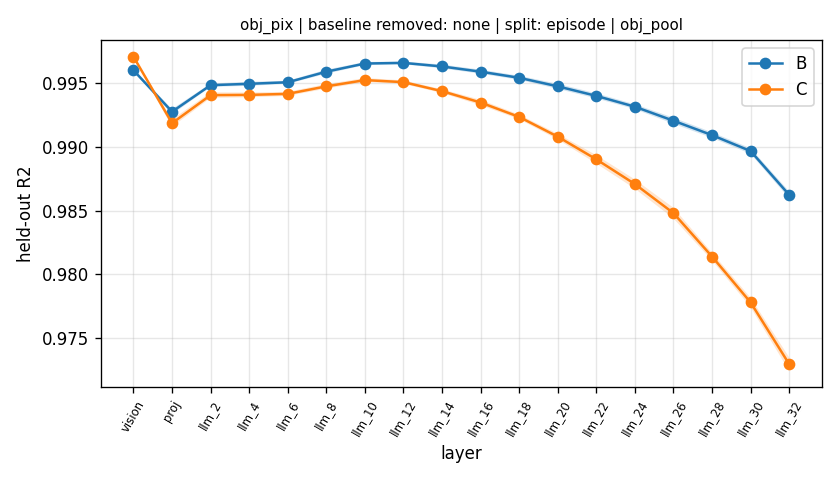 obj_pix | baseline removed: none | split: episode | obj_pool
B
C
held-out R2
0.995
0.990
0.985
0.980
0.975
vision
proj
llm_2
llm_4
llm_6
llm_8
llm_10
llm_12
llm_14
llm_16
llm_18
llm_20
llm_22
llm_24
llm_26
llm_28
llm_30
llm_32
layer